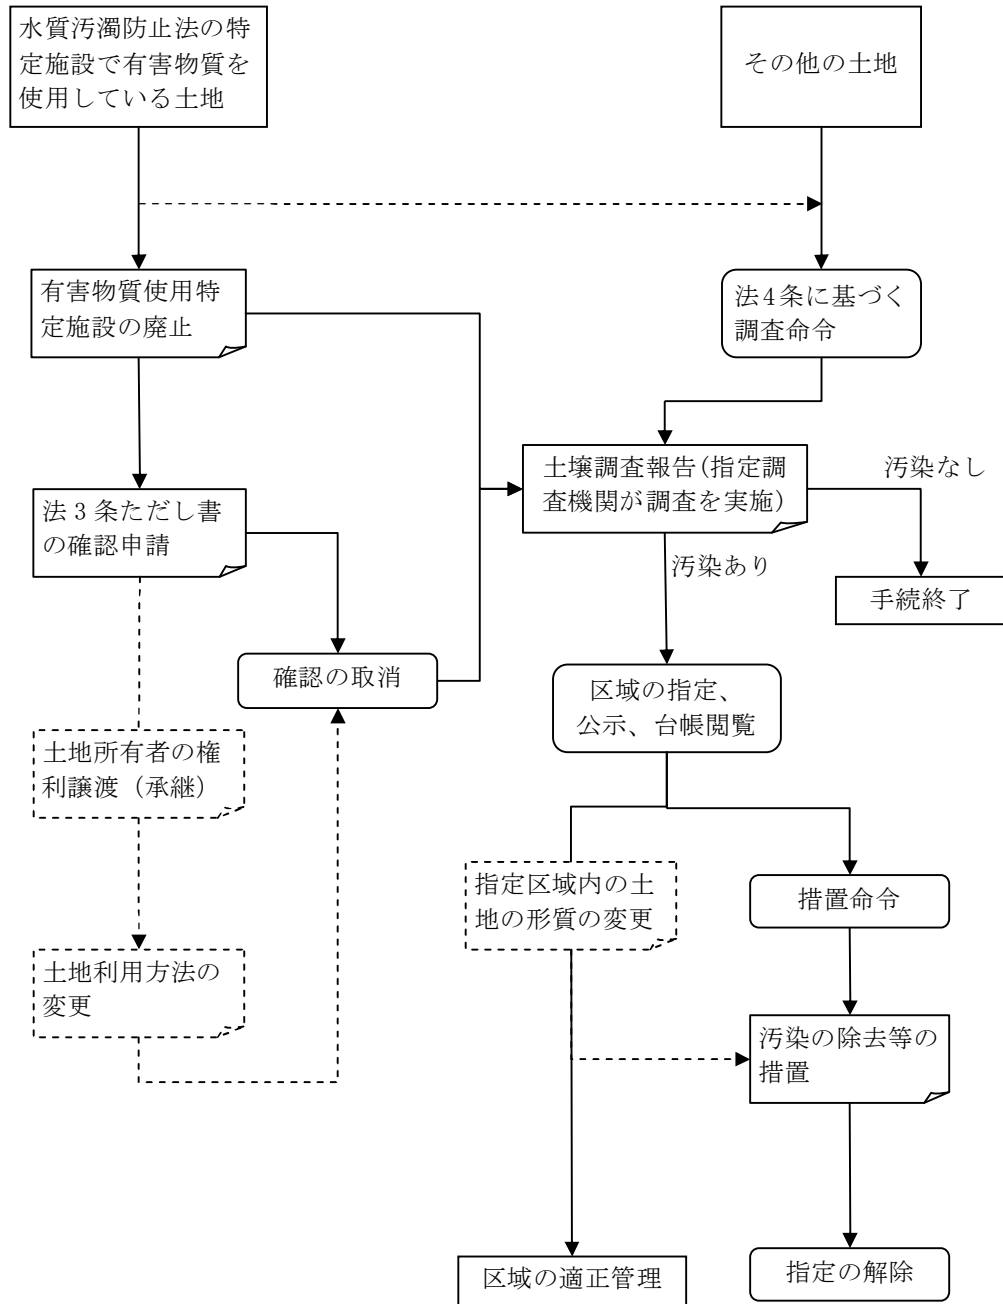 水質汚濁防止法の特
定施設で有害物質を
使用している土地
その他の土地
有害物質使用特
定施設の廃止
法4条に基づく
調査命令
土壌調査報告(指定調
査機関が調査を実施)
汚染なし
法3条ただし書
の確認申請
汚染あり
手続終了
確認の取消
区域の指定、
公示、台帳閲覧
土地所有者の権
利譲渡(承継)
指定区域内の土
地の形質の変更
措置命令
土地利用方法の
変更
汚染の除去等の
措置
区域の適正管理
指定の解除